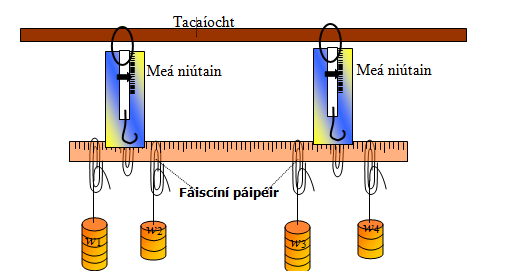 Tacaíocht
Meá niútain
Meá niútain
Fáiscíní páipéir
w1
w2
w3
w4